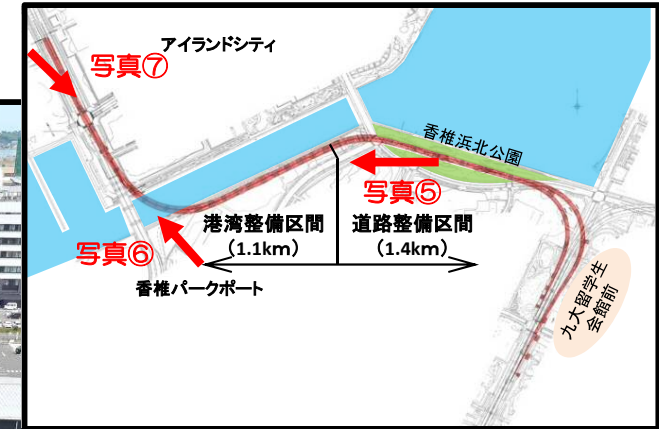 アイランドシティ
写真⑦
香椎浜北公園
写真⑤
港湾整備区間
（1.1km）
道路整備区間
（1.4km）
写真⑥
香椎パークポート
九大留学生
会館前